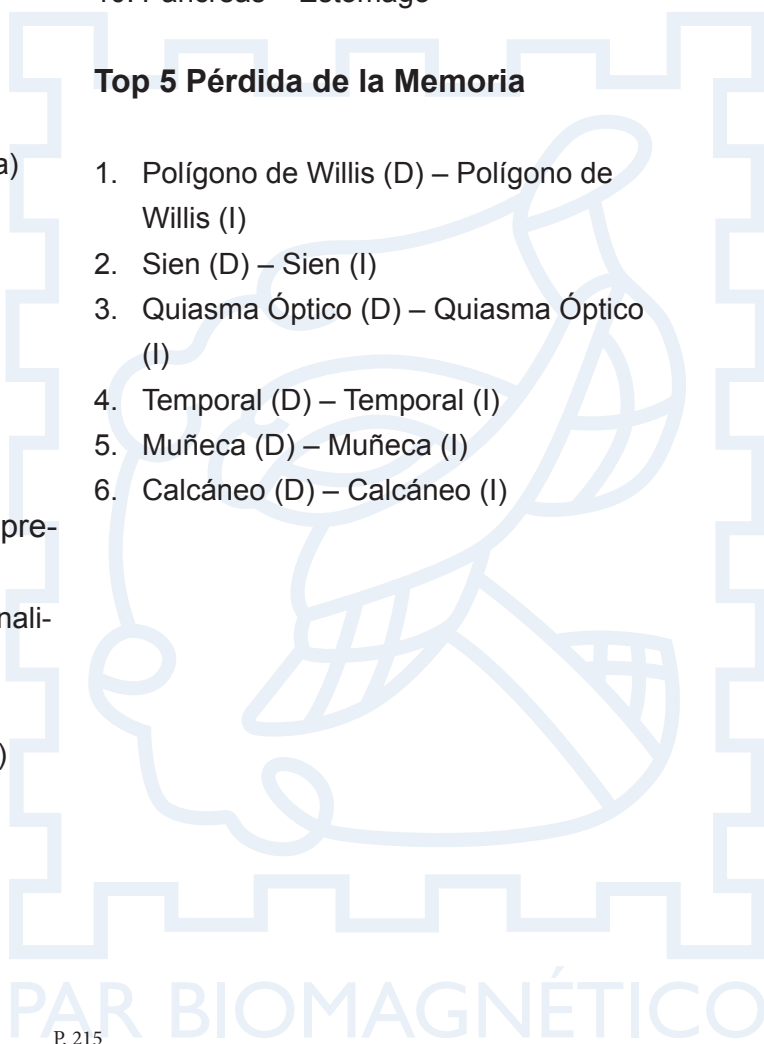 10. Páncreas – Estómago
Top 5 Pérdida de la Memoria
a)
1. Polígono de Willis (D) – Polígono de
Willis (I)
2. Sien (D) – Sien (I)
3. Quiasma Óptico (D) – Quiasma Óptico
(I)
4. Temporal (D) – Temporal (I)
5. Muñeca (D) – Muñeca (I)
6. Calcáneo (D) – Calcáneo (I)
pre-
nali-
)
PAR BIOMAGNÉTICO
P. 215